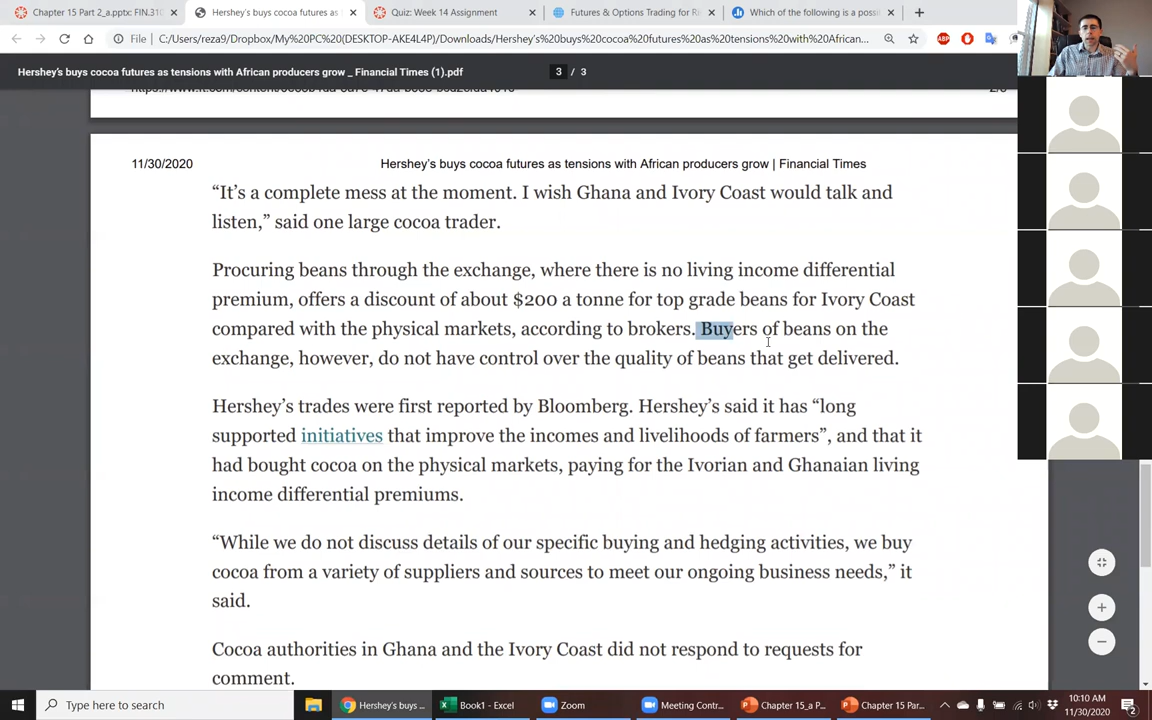 Chapter 15 Part 2_a.pptx: FIN.310
Hershey's buys cocoa futures as
Quiz: Week 14 Assignment
Futures & Options Trading for Ri
Which of the following is a possi
File
C:/Users/reza9/Dropbox/My%20PC%20(DESKTOP-AKE4L4P)/Downloads/Hershey's%20buys%20cocoa%20futures%20as%20tensions%20with%20African...
ABP
Hershey's buys cocoa futures as tensions with African producers grow _ Financial Times (1).pdf
3 / 3
11/30/2020
Hershey's buys cocoa futures as tensions with African producers grow | Financial Times
“It’s a complete mess at the moment. I wish Ghana and Ivory Coast would talk and
listen,” said one large cocoa trader.
Procuring beans through the exchange, where there is no living income differential
premium, offers a discount of about $200 a tonne for top grade beans for Ivory Coast
compared with the physical markets, according to brokers. Buyers of beans on the
exchange, however, do not have control over the quality of beans that get delivered.
Hershey’s trades were first reported by Bloomberg. Hershey’s said it has “long
supported initiatives that improve the incomes and livelihoods of farmers”, and that it
had bought cocoa on the physical markets, paying for the Ivorian and Ghanaian living
income differential premiums.
“While we do not discuss details of our specific buying and hedging activities, we buy
cocoa from a variety of suppliers and sources to meet our ongoing business needs,” it
said.
Cocoa authorities in Ghana and the Ivory Coast did not respond to requests for
comment.
Type here to search
Hershey's buys ...
Book1 - Excel
Zoom
Meeting Contr...
Chapter 15_a P...
Chapter 15 Par...
10:10 AM
11/30/2020
2